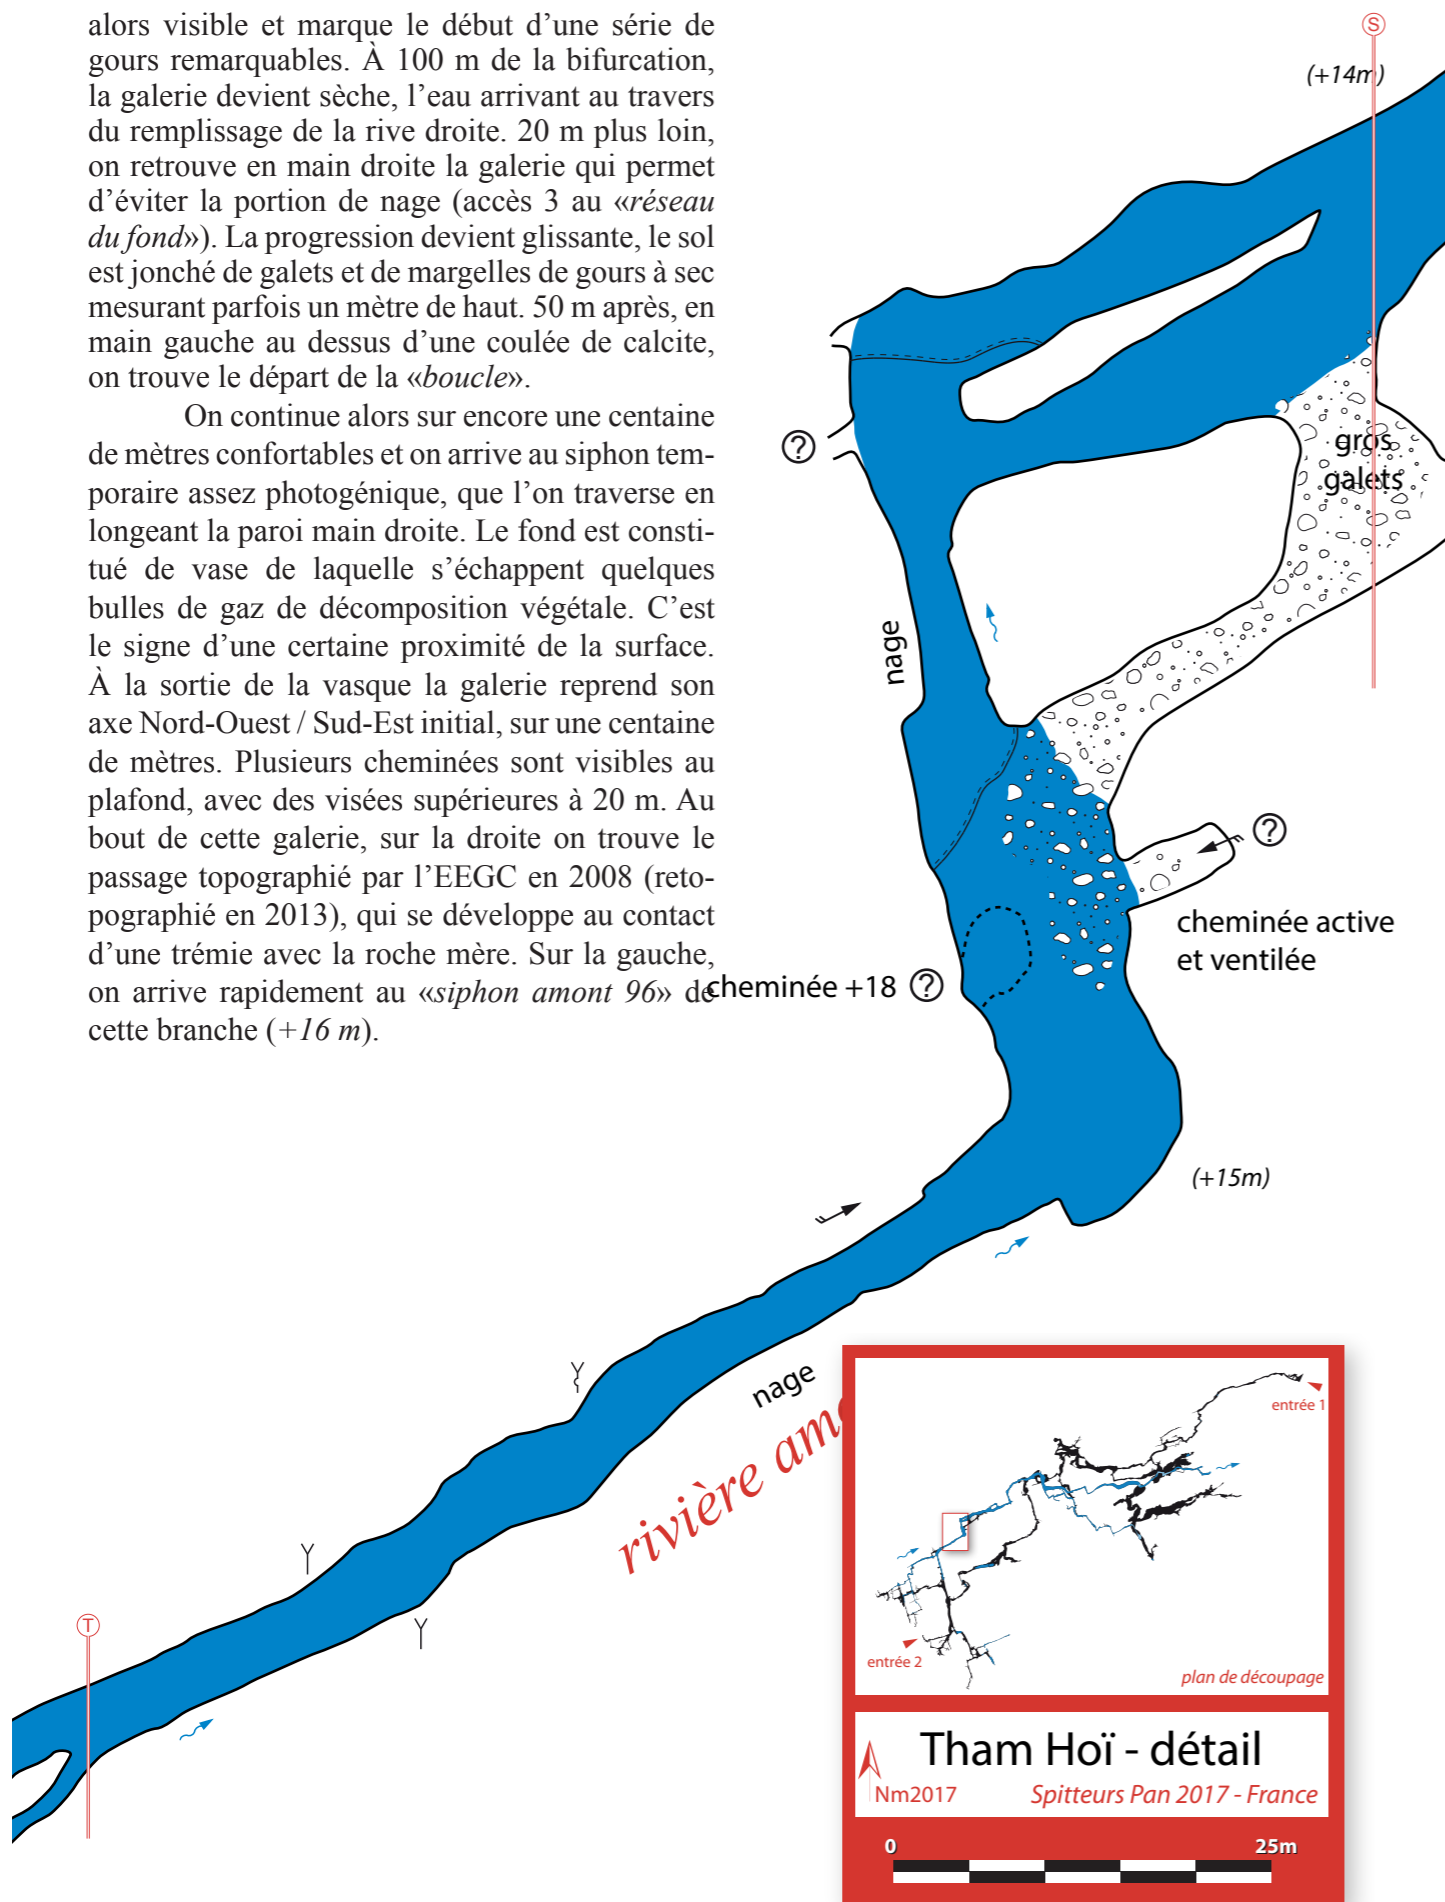 alors visible et marque le début d’une série de
gours remarquables. À 100 m de la bifurcation,
la galerie devient sèche, l’eau arrivant au travers
du remplissage de la rive droite. 20 m plus loin,
on retrouve en main droite la galerie qui permet
d’éviter la portion de nage (accès 3 au «réseau
du fond»). La progression devient glissante, le sol
est jonché de galets et de margelles de gours à sec
mesurant parfois un mètre de haut. 50 m après, en
main gauche au dessus d’une coulée de calcite,
on trouve le départ de la «boucle».
On continue alors sur encore une centaine
de mètres confortables et on arrive au siphon tem-
poraire assez photogénique, que l’on traverse en
longeant la paroi main droite. Le fond est consti-
tué de vase de laquelle s’échappent quelques
bulles de gaz de décomposition végétale. C’est
le signe d’une certaine proximité de la surface.
À la sortie de la vasque la galerie reprend son
axe Nord-Ouest / Sud-Est initial, sur une centaine
de mètres. Plusieurs cheminées sont visibles au
plafond, avec des visées supérieures à 20 m. Au
bout de cette galerie, sur la droite on trouve le
passage topographié par l’EEGC en 2008 (reto-
pographié en 2013), qui se développe au contact
d’une trémie avec la roche mère. Sur la gauche,
on arrive rapidement au «siphon amont 96» de
cette branche (+16 m).
S
(+14m)
?
gros
galets
nage
?
cheminée active
et ventilée
cheminée +18 ?
(+15m)
nage
rivière am
T
entrée 1
entrée 2
plan de découpage
Tham Hoï - détail
Nm2017
Spitteurs Pan 2017 - France
0 25m